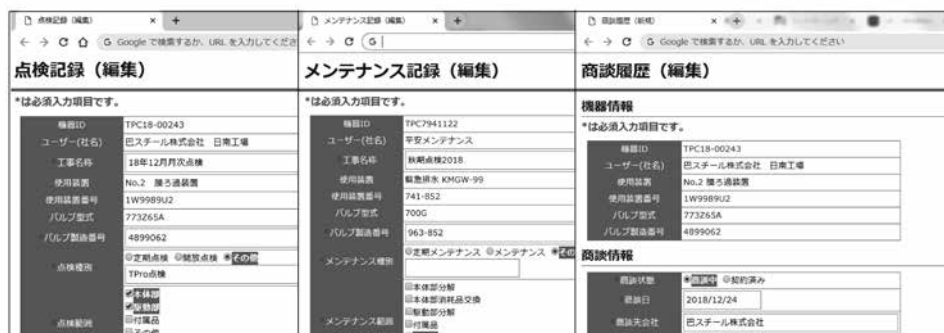 点検記録（編集）
Google で検索するか、URL を入力してくださ
点検記録（編集）
*は必須入力項目です。
機器ID TPC18-00243
ユーザー(社名) 巴スチール株式会社 日南工場
工事名称 18年12月月次点検
使用装置 No.2 膜ろ過装置
使用装置番号 1W9989U2
バルブ型式 773Z65A
バルブ製造番号 4899062
点検種別 定期点検 開放点検 その他
TPro点検
点検範囲 本体部
駆動部
付属品
その他
メンテナンス記録（編集）
メンテナンス記録（編集）
*は必須入力項目です。
機器ID TPC7941122
ユーザー(社名) 平安メンテナンス
工事名称 秋期点検2018
使用装置 緊急排水 KMGW-99
使用装置番号 741-852
バルブ型式 700G
バルブ製造番号 963-852
メンテナンス種別 定期メンテナンス メンテナンス その
メンテナンス範囲 本体部分解
本体部消耗品交換
駆動部分解
付属品
商談履歴（新規）
Google で検索するか、URL を入力してください
商談履歴（編集）
機器情報
*は必須入力項目です。
機器ID TPC18-00243
ユーザー(社名) 巴スチール株式会社 日南工場
使用装置 No.2 膜ろ過装置
使用装置番号 1W9989U2
バルブ型式 773Z65A
バルブ製造番号 4899062
商談情報
商談状態 商談中 契約済み
商談日 2018/12/24
商談先会社 巴スチール株式会社